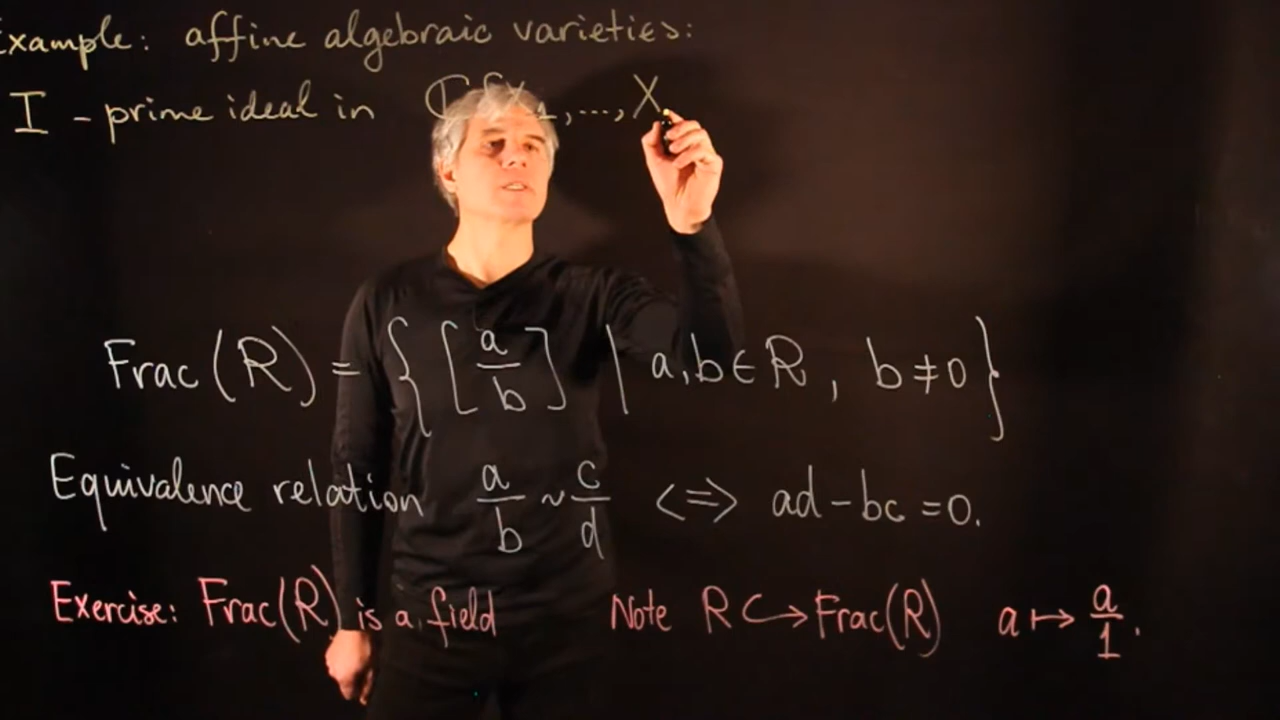 Example: affine algebraic varieties:
I - prime ideal in ℂ[X₁,...,X
Frac(R) = { [a/b] | a,b∈R, b≠0 }
Equivalence relation a/b ~ c/d <=> ad-bc=0.
Exercise: Frac(R) is a field Note R↪Frac(R) a↦a/1.